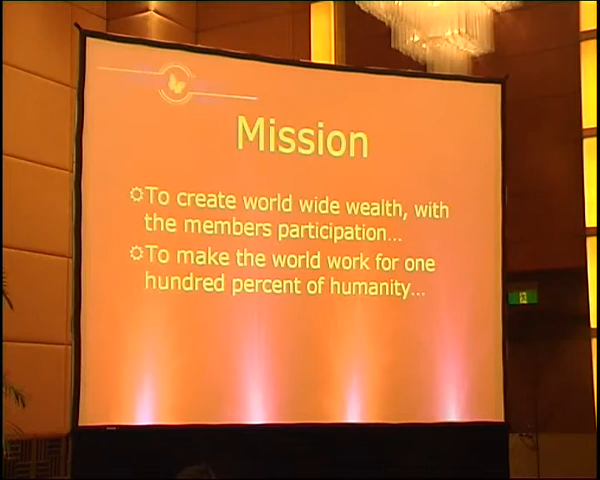 Mission
To create world wide wealth, with
the members participation...
To make the world work for one
hundred percent of humanity...